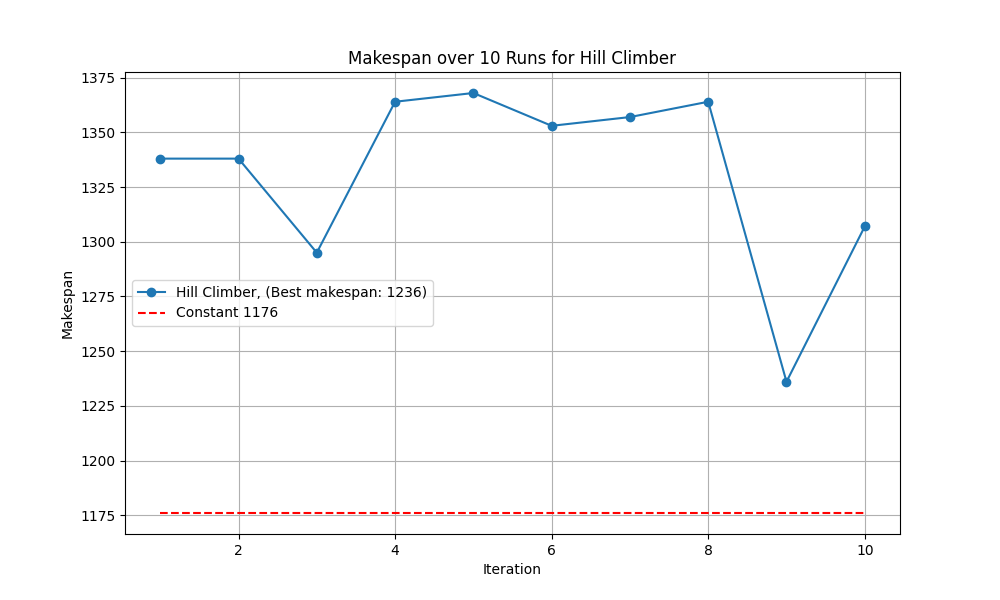 Makespan over 10 Runs for Hill Climber
Makespan
1375
1350
1325
1300
1275
1250
1225
1200
1175
Hill Climber, (Best makespan: 1236)
Constant 1176
2 4 6 8 10
Iteration